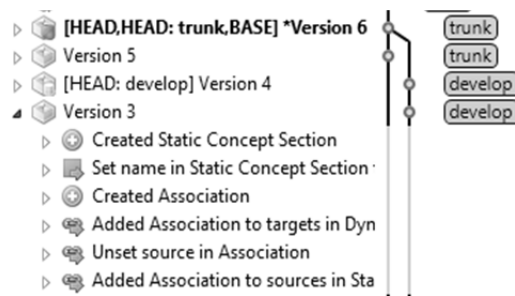 [HEAD,HEAD: trunk,BASE] *Version 6 trunk
Version 5 trunk
[HEAD: develop] Version 4 develop
Version 3 develop
Created Static Concept Section
Set name in Static Concept Section
Created Association
Added Association to targets in Dyn
Unset source in Association
Added Association to sources in Sta